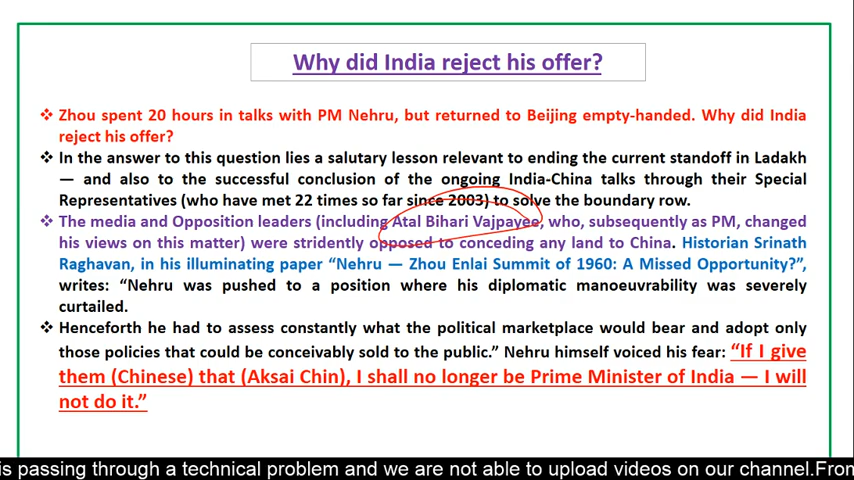 Why did India reject his offer?
❖ Zhou spent 20 hours in talks with PM Nehru, but returned to Beijing empty-handed. Why did India
reject his offer?
❖ In the answer to this question lies a salutary lesson relevant to ending the current standoff in Ladakh
— and also to the successful conclusion of the ongoing India-China talks through their Special
Representatives (who have met 22 times so far since 2003) to solve the boundary row.
❖ The media and Opposition leaders (including Atal Bihari Vajpayee, who, subsequently as PM, changed
his views on this matter) were stridently opposed to conceding any land to China. Historian Srinath
Raghavan, in his illuminating paper “Nehru — Zhou Enlai Summit of 1960: A Missed Opportunity?”,
writes: “Nehru was pushed to a position where his diplomatic manoeuvrability was severely
curtailed.
❖ Henceforth he had to assess constantly what the political marketplace would bear and adopt only
those policies that could be conceivably sold to the public.” Nehru himself voiced his fear: “If I give
them (Chinese) that (Aksai Chin), I shall no longer be Prime Minister of India — I will
not do it.”
is passing through a technical problem and we are not able to upload videos on our channel.From